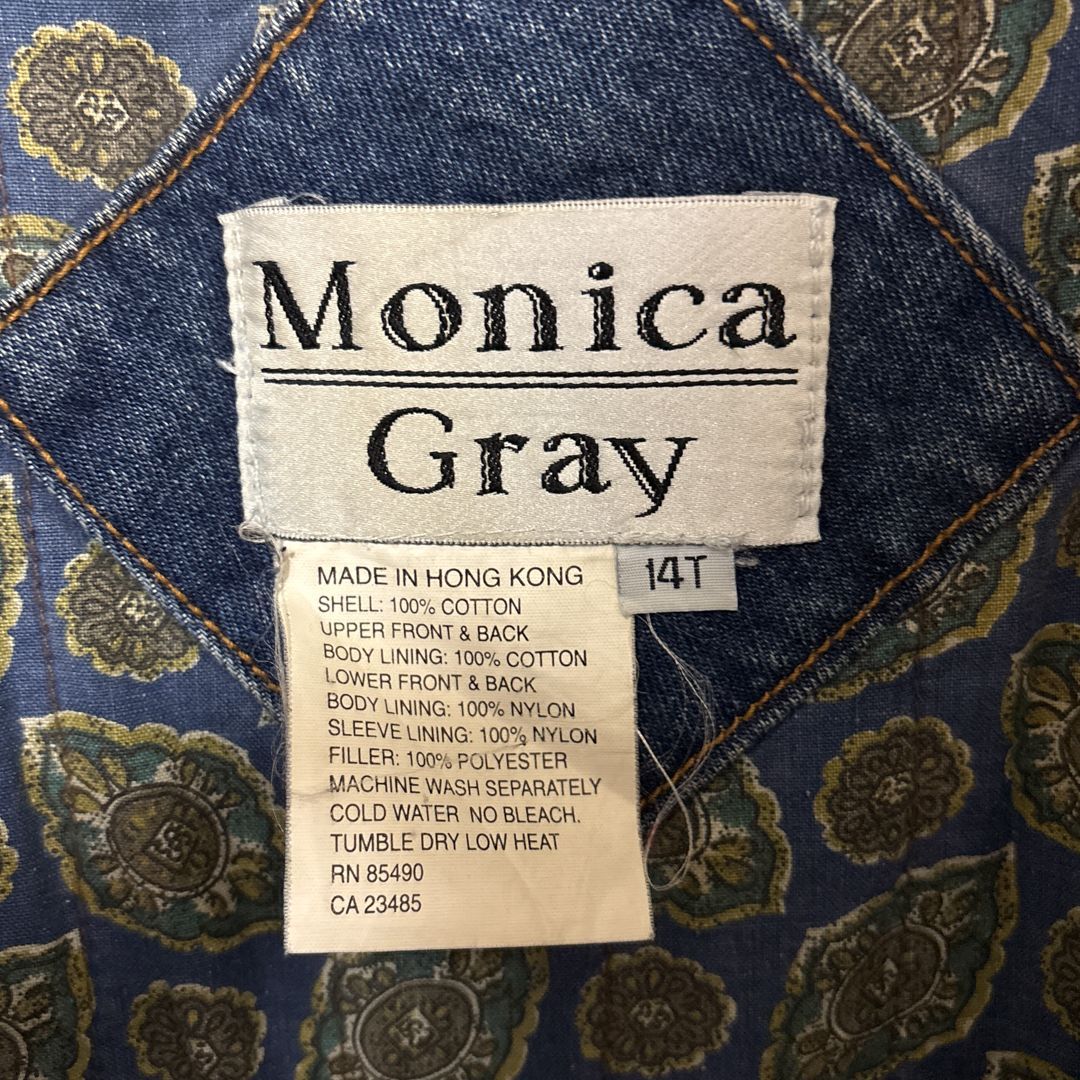 Monica
Gray
14T
MADE IN HONG KONG
SHELL: 100% COTTON
UPPER FRONT & BACK
BODY LINING: 100% COTTON
LOWER FRONT & BACK
BODY LINING: 100% NYLON
SLEEVE LINING: 100% NYLON
FILLER: 100% POLYESTER
MACHINE WASH SEPARATELY
COLD WATER NO BLEACH.
TUMBLE DRY LOW HEAT
RN 85490
CA 23485